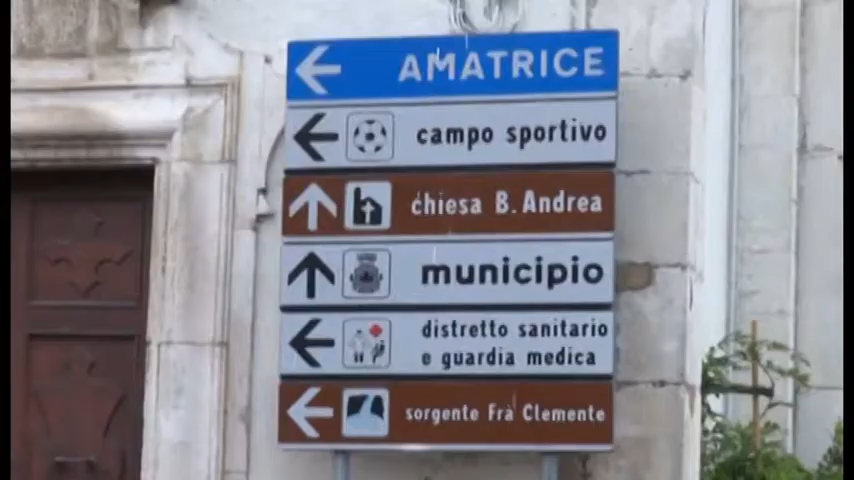 AMATRICE
campo sportivo
chiesa B. Andrea
municipio
distretto sanitario
e guardia medica
sorgente Frà Clemente